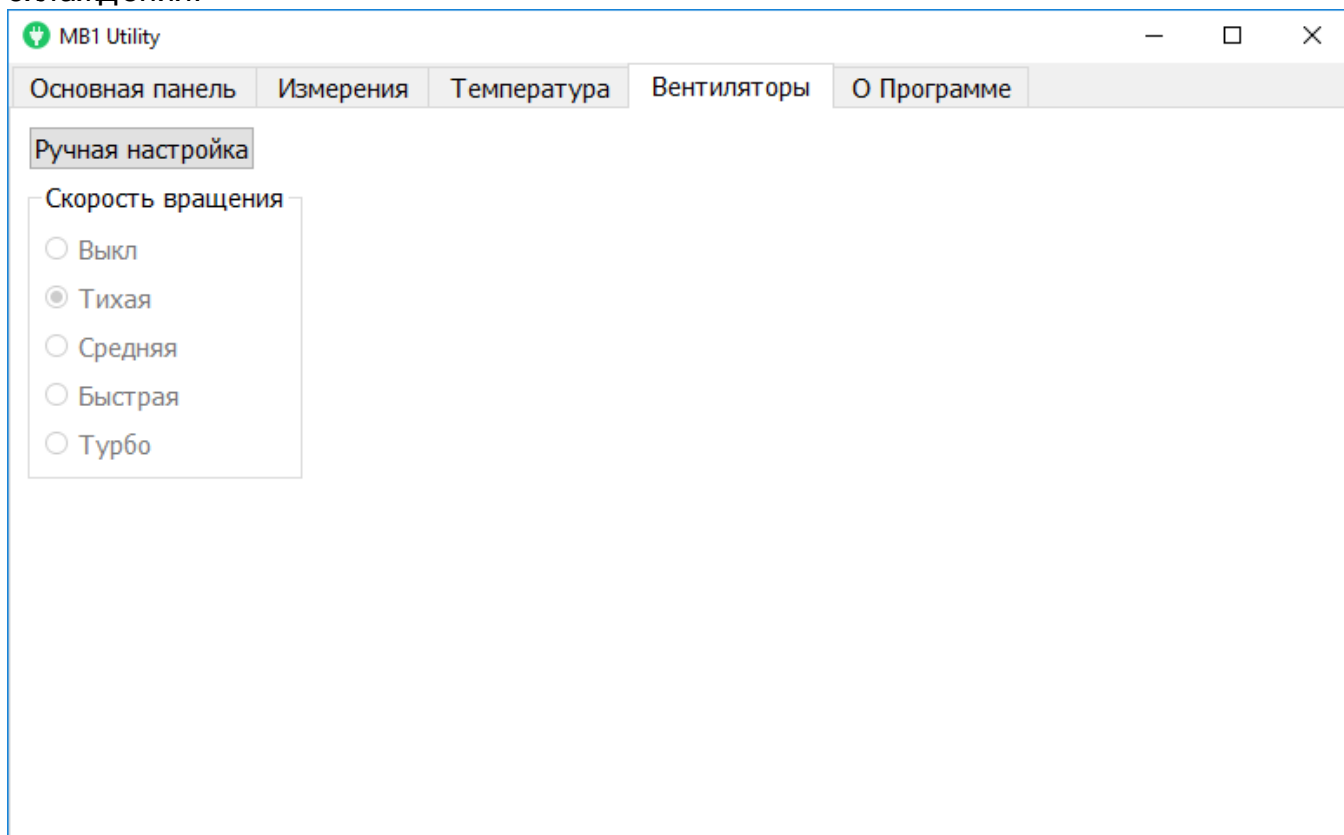 MB1 Utility
Основная панель Измерения Температура Вентиляторы О Программе
Ручная настройка
Скорость вращения
Выкл
Тихая
Средняя
Быстрая
Турбо